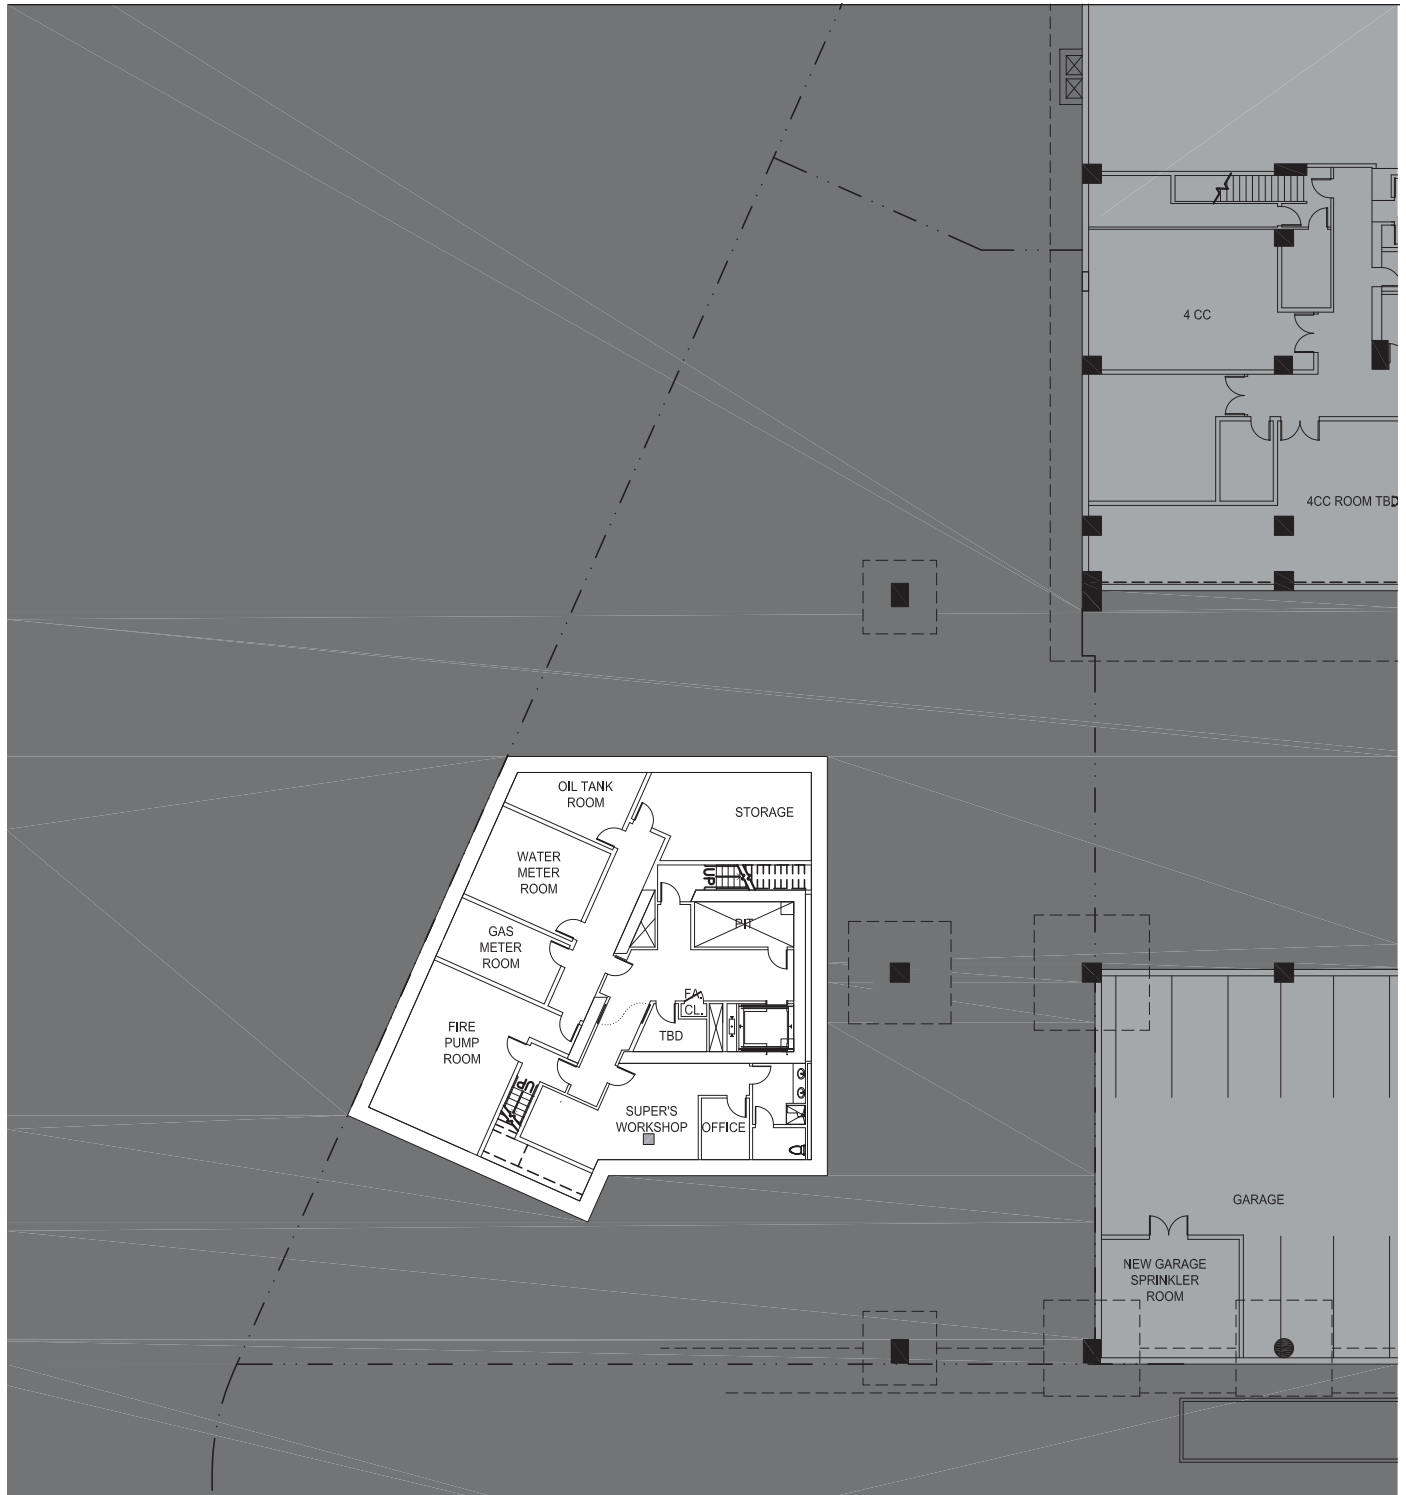 4 CC
4CC ROOM TBD
OIL TANK
ROOM
STORAGE
WATER
METER
ROOM
UP
PIT
GAS
METER
ROOM
FA.
CL.
TBD
FIRE
PUMP
ROOM
UP
SUPER'S
WORKSHOP
OFFICE
GARAGE
NEW GARAGE
SPRINKLER
ROOM